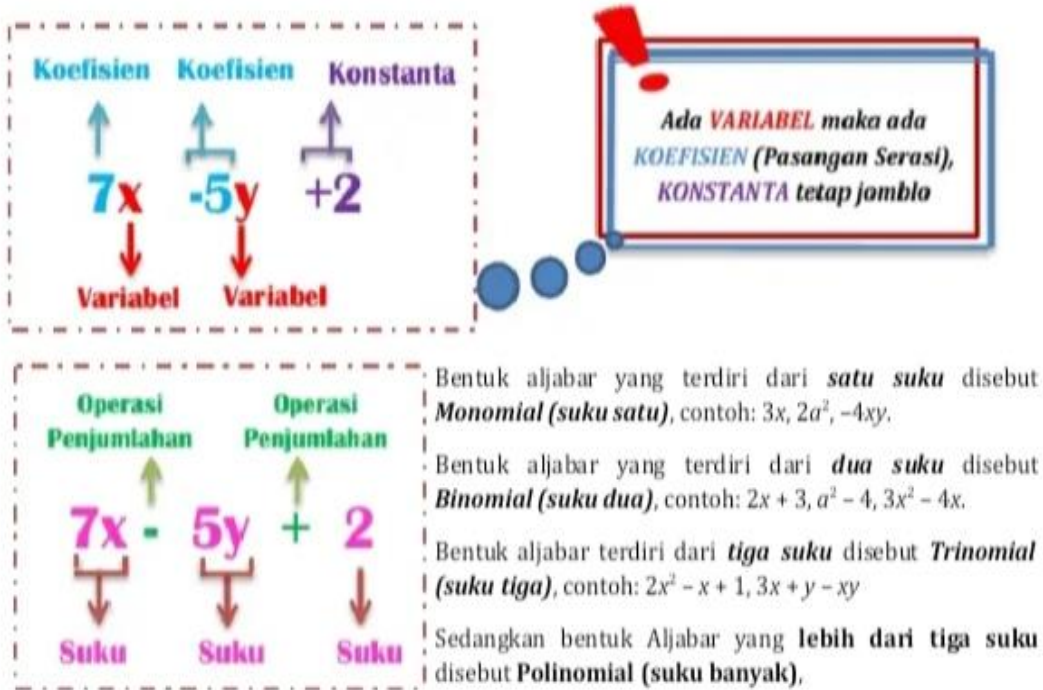 Koefisien Koefisien Konstanta
7x -5y +2
Variabel Variabel
Ada VARIABEL maka ada
KOEFISIEN (Pasangan Serasi),
KONSTANTA tetap jomblo
Operasi Penjumlahan Operasi Penjumlahan
7x - 5y + 2
Suku Suku Suku
Bentuk aljabar yang terdiri dari satu suku disebut
Monomial (suku satu), contoh: 3x, 2a², –4xy.
Bentuk aljabar yang terdiri dari dua suku disebut
Binomial (suku dua), contoh: 2x + 3, a² – 4, 3x² – 4x.
Bentuk aljabar terdiri dari tiga suku disebut Trinomial
(suku tiga), contoh: 2x² – x + 1, 3x + y – xy
Sedangkan bentuk Aljabar yang lebih dari tiga suku
disebut Polinomial (suku banyak),